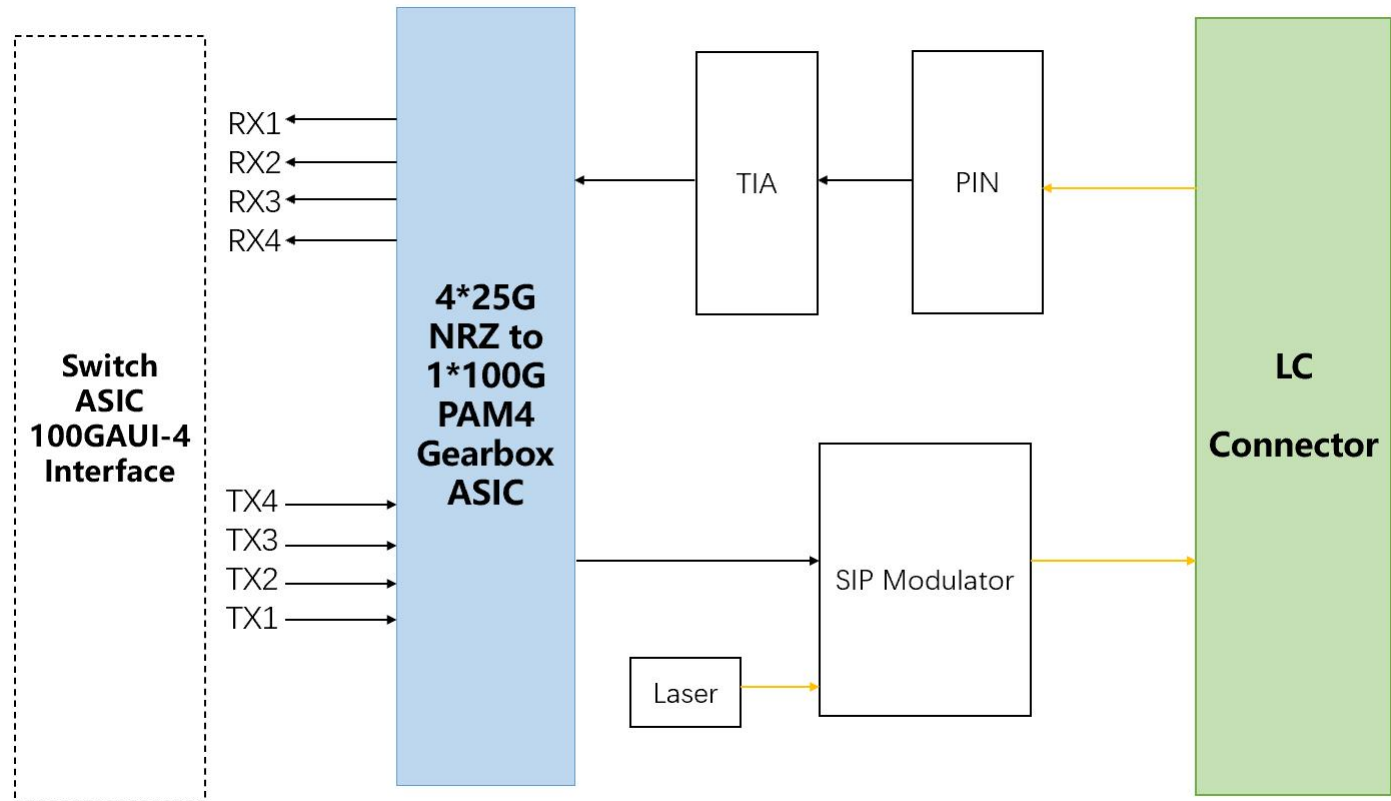 Switch
ASIC
100GAUI-4
Interface
RX1
RX2
RX3
RX4
TX4
TX3
TX2
TX1
4*25G
NRZ to
1*100G
PAM4
Gearbox
ASIC
TIA
PIN
SIP Modulator
Laser
LC
Connector